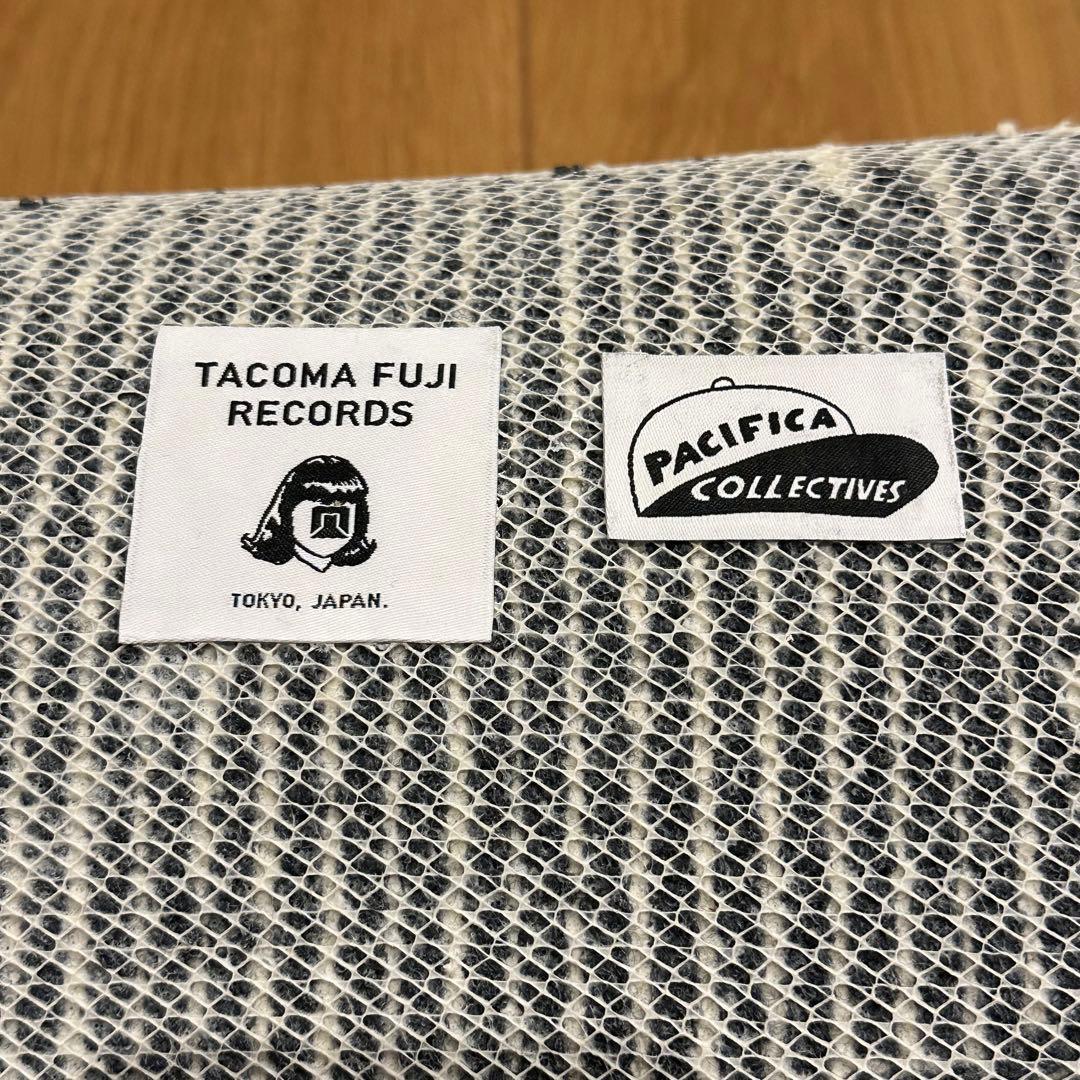 TACOMA FUJI
RECORDS
TOKYO, JAPAN.
PACIFICA
COLLECTIVES